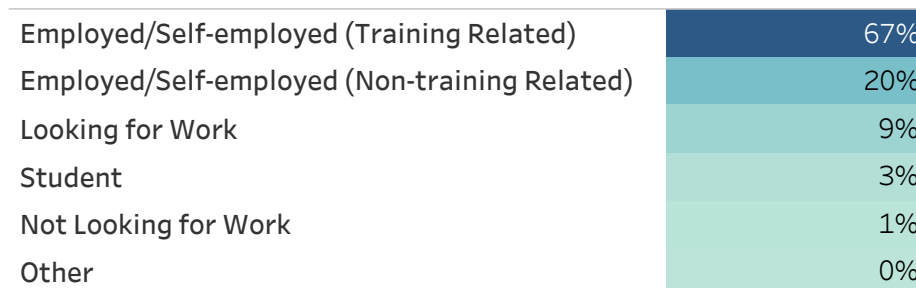 Employed/Self-employed (Training Related) 67%
Employed/Self-employed (Non-training Related) 20%
Looking for Work 9%
Student 3%
Not Looking for Work 1%
Other 0%